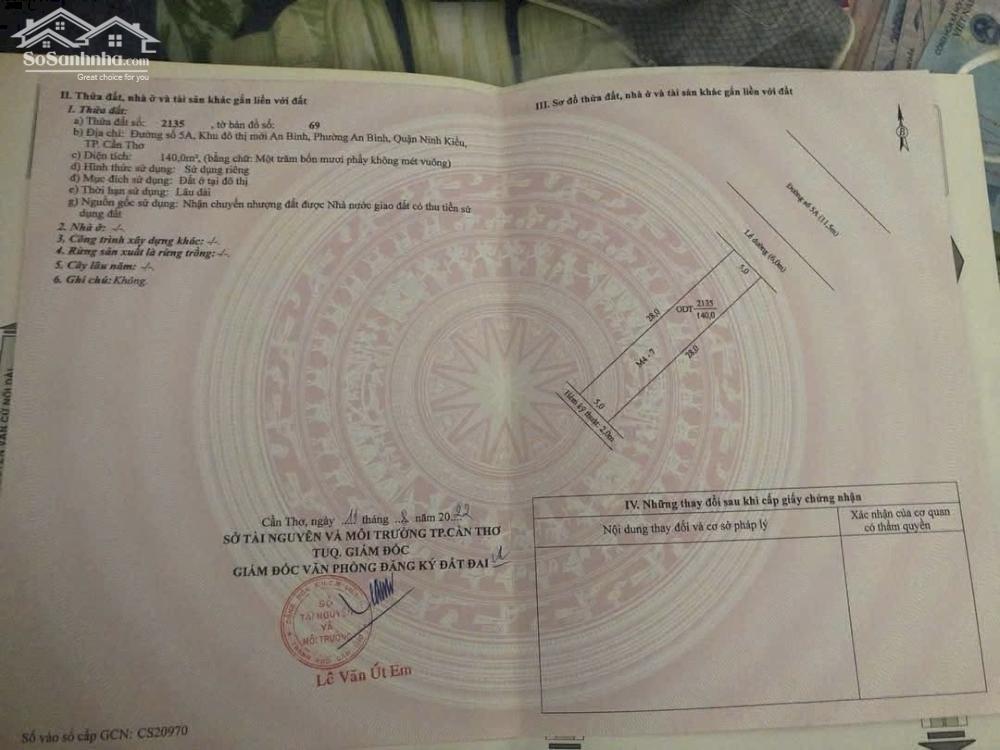 SoSanhnha.com
Great choice for you
II. Thửa đất, nhà ở và tài sản khác gắn liền với đất
1. Thửa đất:
a) Thửa đất số: 2135 , tờ bản đồ số: 69
b) Địa chỉ: Đường số 5A, Khu đô thị mới An Bình, Phường An Bình, Quận Ninh Kiều,
TP. Cần Thơ
c) Diện tích: 140,0m², (bằng chữ: Một trăm bốn mươi phẩy không mét vuông)
d) Hình thức sử dụng: Sử dụng riêng
đ) Mục đích sử dụng: Đất ở tại đô thị
e) Thời hạn sử dụng: Lâu dài
g) Nguồn gốc sử dụng: Nhận chuyển nhượng đất được Nhà nước giao đất có thu tiền sử
dụng đất
2. Nhà ở: -/-.
3. Công trình xây dựng khác: -/-.
4. Rừng sản xuất là rừng trồng: -/-.
5. Cây lâu năm: -/-.
6. Ghi chú: Không.
Cần Thơ, ngày 11 tháng 8 năm 2022
SỞ TÀI NGUYÊN VÀ MÔI TRƯỜNG TP.CẦN THƠ
TUQ. GIÁM ĐỐC
GIÁM ĐỐC VĂN PHÒNG ĐĂNG KÝ ĐẤT ĐAI
SỞ
TÀI NGUYÊN
VÀ
MÔI TRƯỜNG
Lê Văn Út Em
Số vào sổ cấp GCN: CS20970
III. Sơ đồ thửa đất, nhà ở và tài sản khác gắn liền với đất
B
Đường số 5A (11,5m)
Lề đường (6,0m)
5,0
28,0
ODT 2135
140,0
M4 -7
28,0
5,0
Hẻm kỹ thuật: 2,0m
IV. Những thay đổi sau khi cấp giấy chứng nhận
Nội dung thay đổi và cơ sở pháp lý
Xác nhận của cơ quan
có thẩm quyền